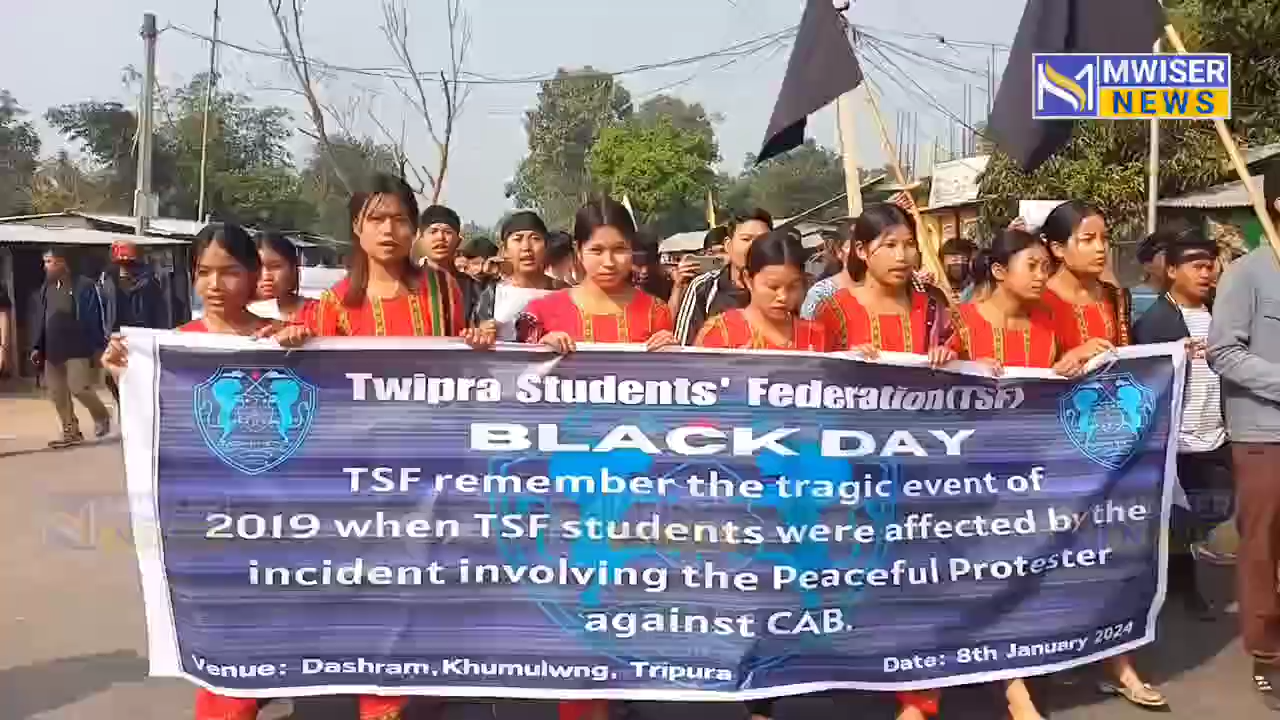 MWISER
NEWS
Twipra Students' Federation(TSF)
BLACK DAY
TSF remember the tragic event of
2019 when TSF students were affected by the
incident involving the Peaceful Protester
against CAB.
Venue: Dashram, Khumulwng, Tripura
Date: 8th January 2024